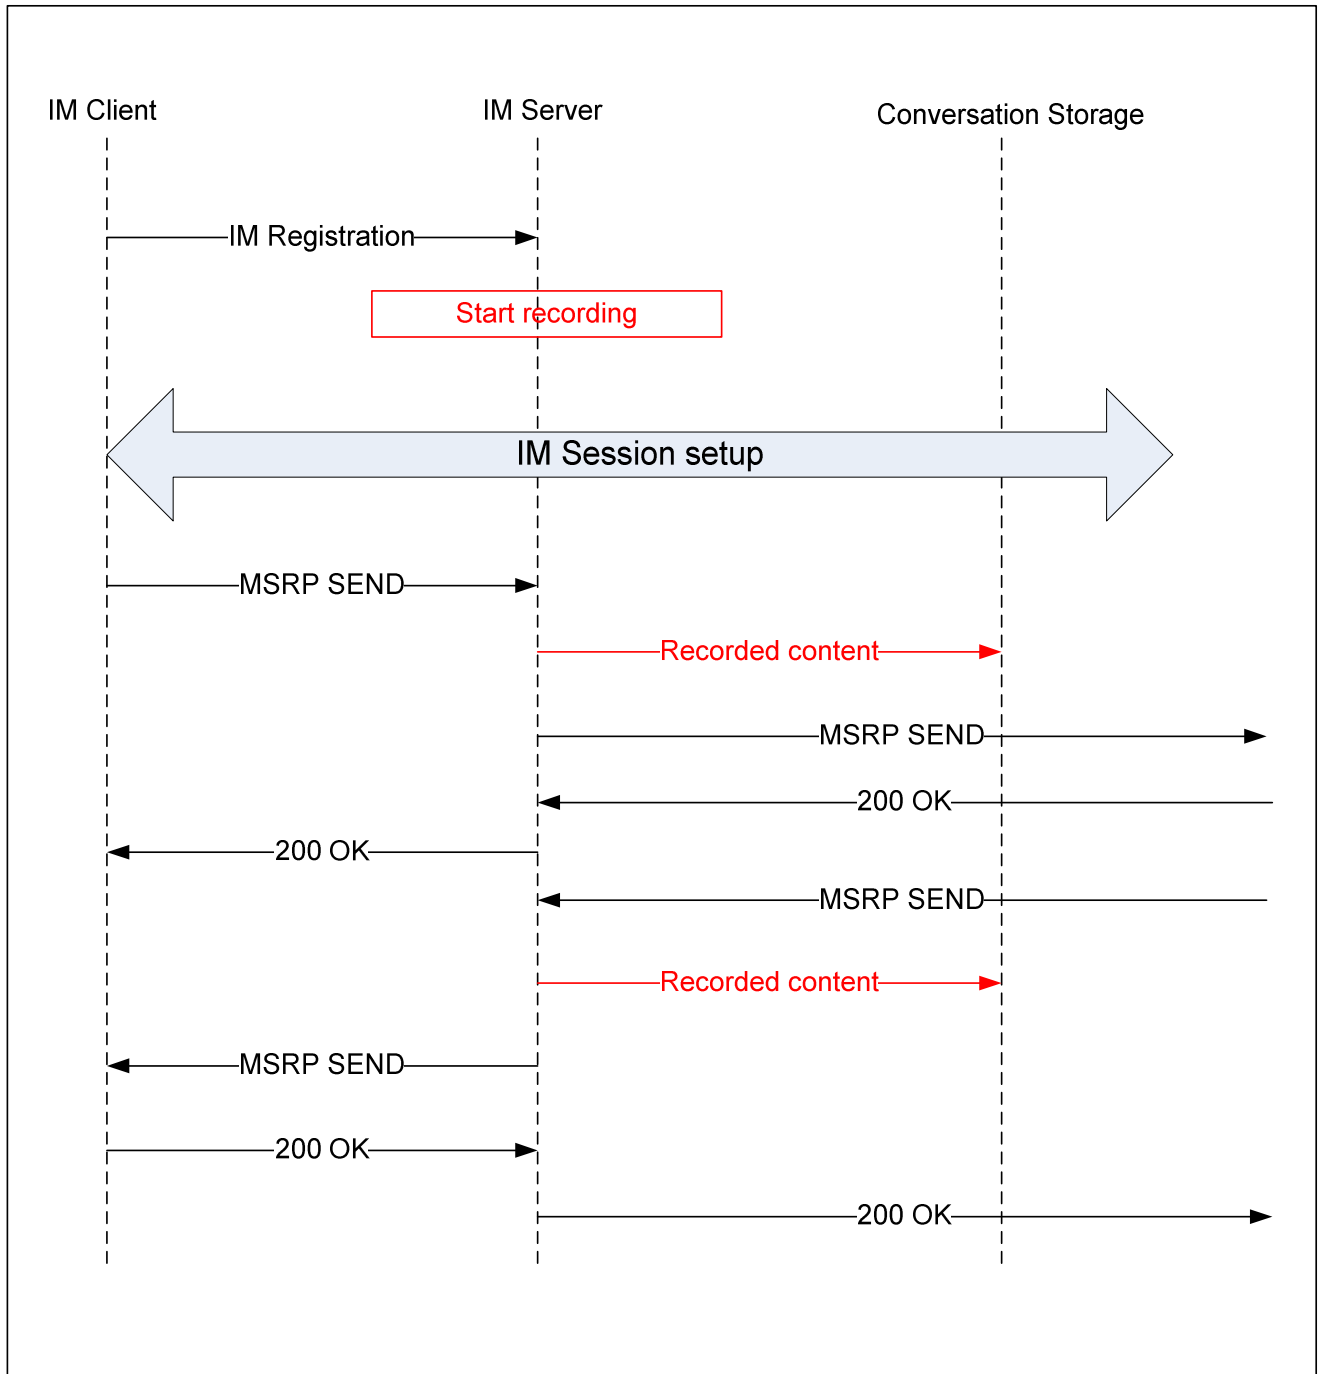 IM Client
IM Server
Conversation Storage
IM Registration
Start recording
IM Session setup
MSRP SEND
Recorded content
MSRP SEND
200 OK
200 OK
MSRP SEND
Recorded content
MSRP SEND
200 OK
200 OK